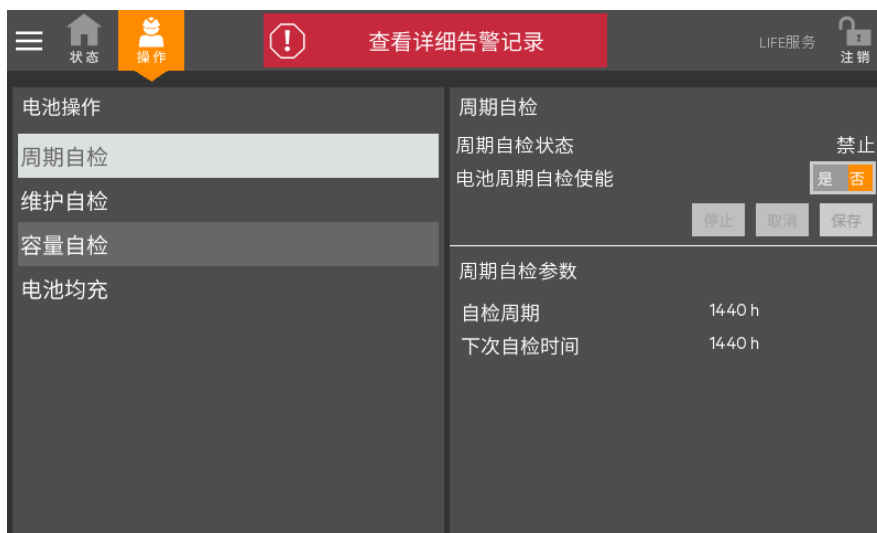 状态
操作
查看详细告警记录
LIFE服务
注销
电池操作
周期自检
维护自检
容量自检
电池均充
周期自检
周期自检状态 禁止
电池周期自检使能 是 否
停止 取消 保存
周期自检参数
自检周期 1440 h
下次自检时间 1440 h